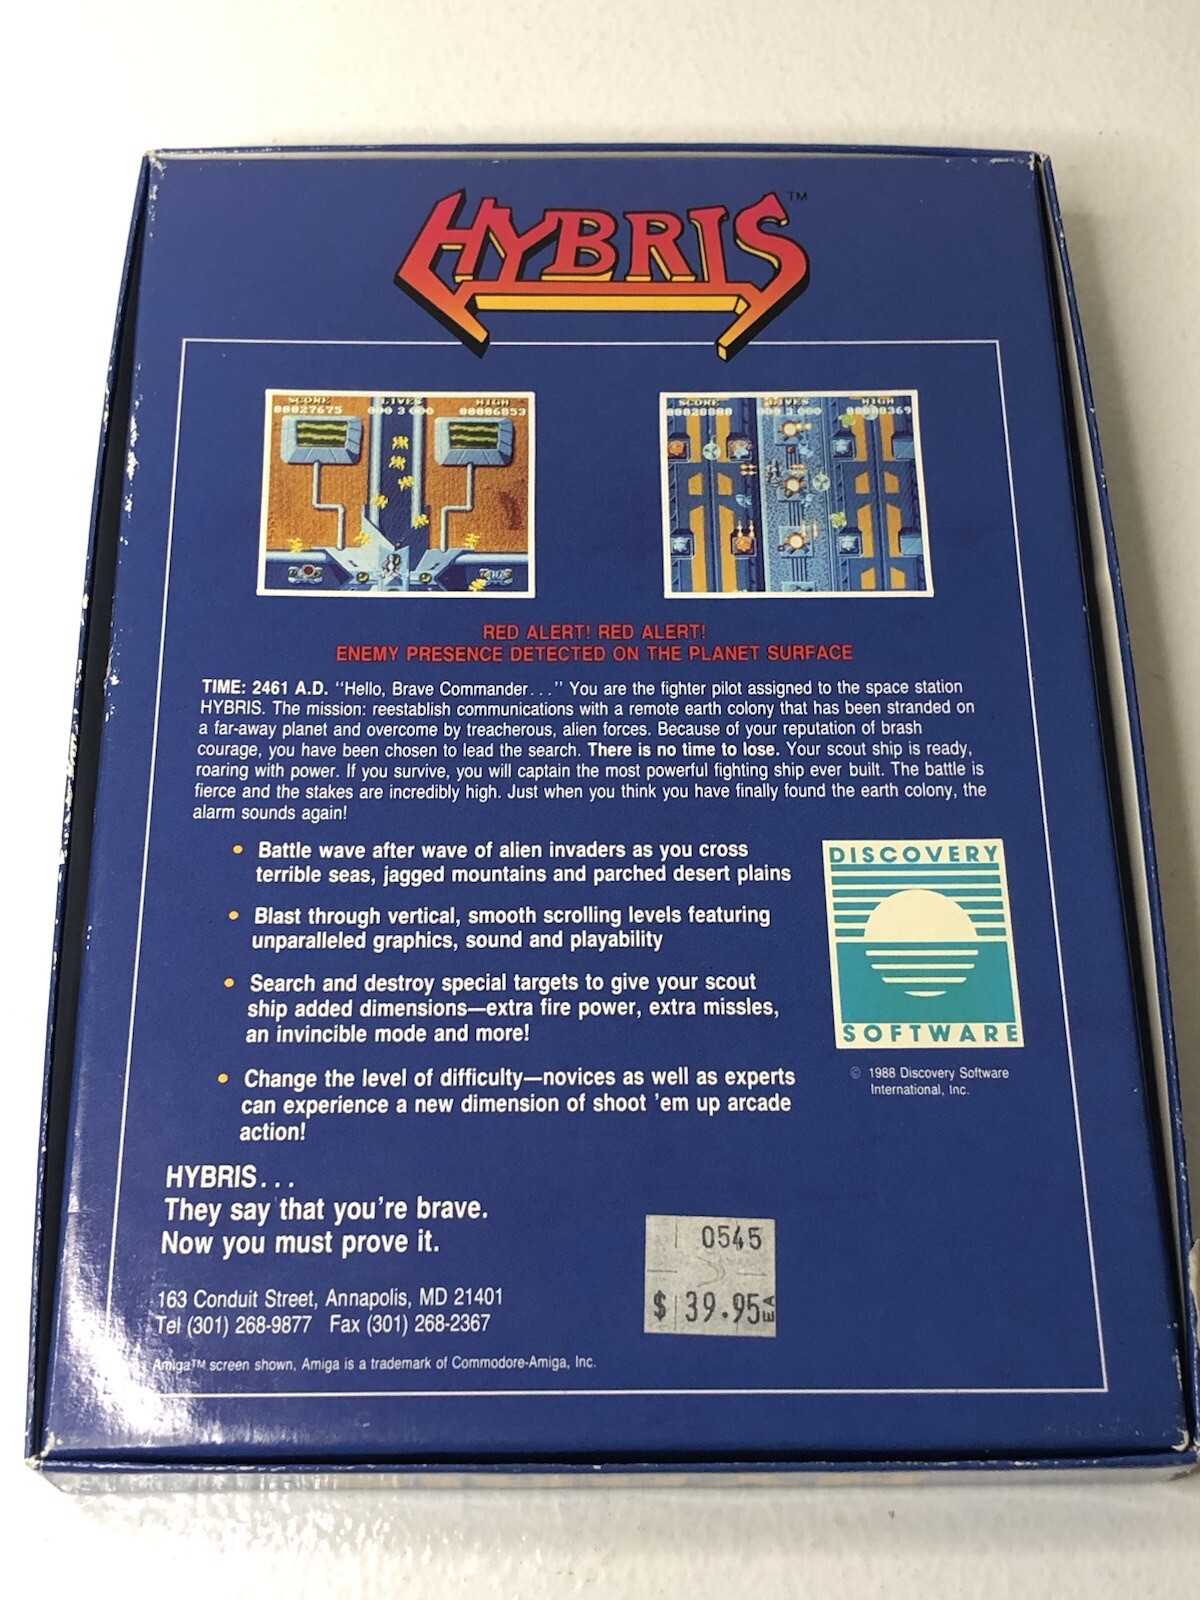 HYBRIS™
SCORE LIVES HIGH
00027675 000 3 000 00086853
SCORE LIVES HIGH
RED ALERT! RED ALERT!
ENEMY PRESENCE DETECTED ON THE PLANET SURFACE
TIME: 2461 A.D. "Hello, Brave Commander..." You are the fighter pilot assigned to the space station
HYBRIS. The mission: reestablish communications with a remote earth colony that has been stranded on
a far-away planet and overcome by treacherous, alien forces. Because of your reputation of brash
courage, you have been chosen to lead the search. There is no time to lose. Your scout ship is ready,
roaring with power. If you survive, you will captain the most powerful fighting ship ever built. The battle is
fierce and the stakes are incredibly high. Just when you think you have finally found the earth colony, the
alarm sounds again!
• Battle wave after wave of alien invaders as you cross
terrible seas, jagged mountains and parched desert plains
• Blast through vertical, smooth scrolling levels featuring
unparalleled graphics, sound and playability
• Search and destroy special targets to give your scout
ship added dimensions—extra fire power, extra missles,
an invincible mode and more!
• Change the level of difficulty—novices as well as experts
can experience a new dimension of shoot 'em up arcade
action!
DISCOVERY
SOFTWARE
© 1988 Discovery Software
International, Inc.
HYBRIS...
They say that you're brave.
Now you must prove it.
0545
$ 39.95 EA
163 Conduit Street, Annapolis, MD 21401
Tel (301) 268-9877 Fax (301) 268-2367
Amiga™ screen shown, Amiga is a trademark of Commodore-Amiga, Inc.